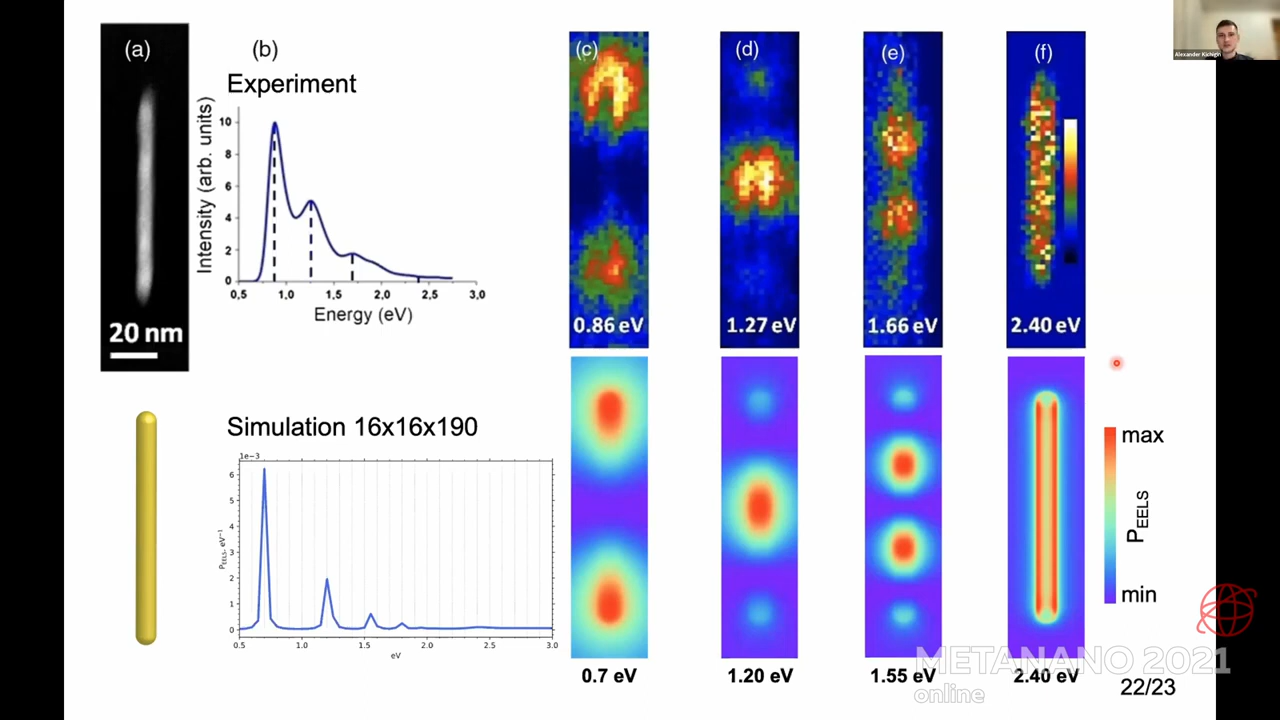 (a)
(b)
Experiment
Intensity (arb. units)
10
8
6
4
2
0
0,5
1,0
1,5
2,0
2,5
3,0
Energy (eV)
20 nm
(c)
0.86 eV
(d)
1.27 eV
(e)
1.66 eV
(f)
2.40 eV
Alexander Kichigin
Simulation 16x16x190
1e−3
6
5
4
3
2
1
0
P EELS, eV⁻¹
0.5
1.0
1.5
2.0
2.5
3.0
eV
0.7 eV
1.20 eV
1.55 eV
2.40 eV
max
P EELS
min
METANANO 2021
online
22/23